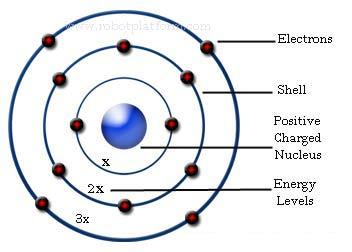 www.robotplatform.com
Electrons
Shell
Positive
Charged
Nucleus
Energy
Levels
x
2x
3x